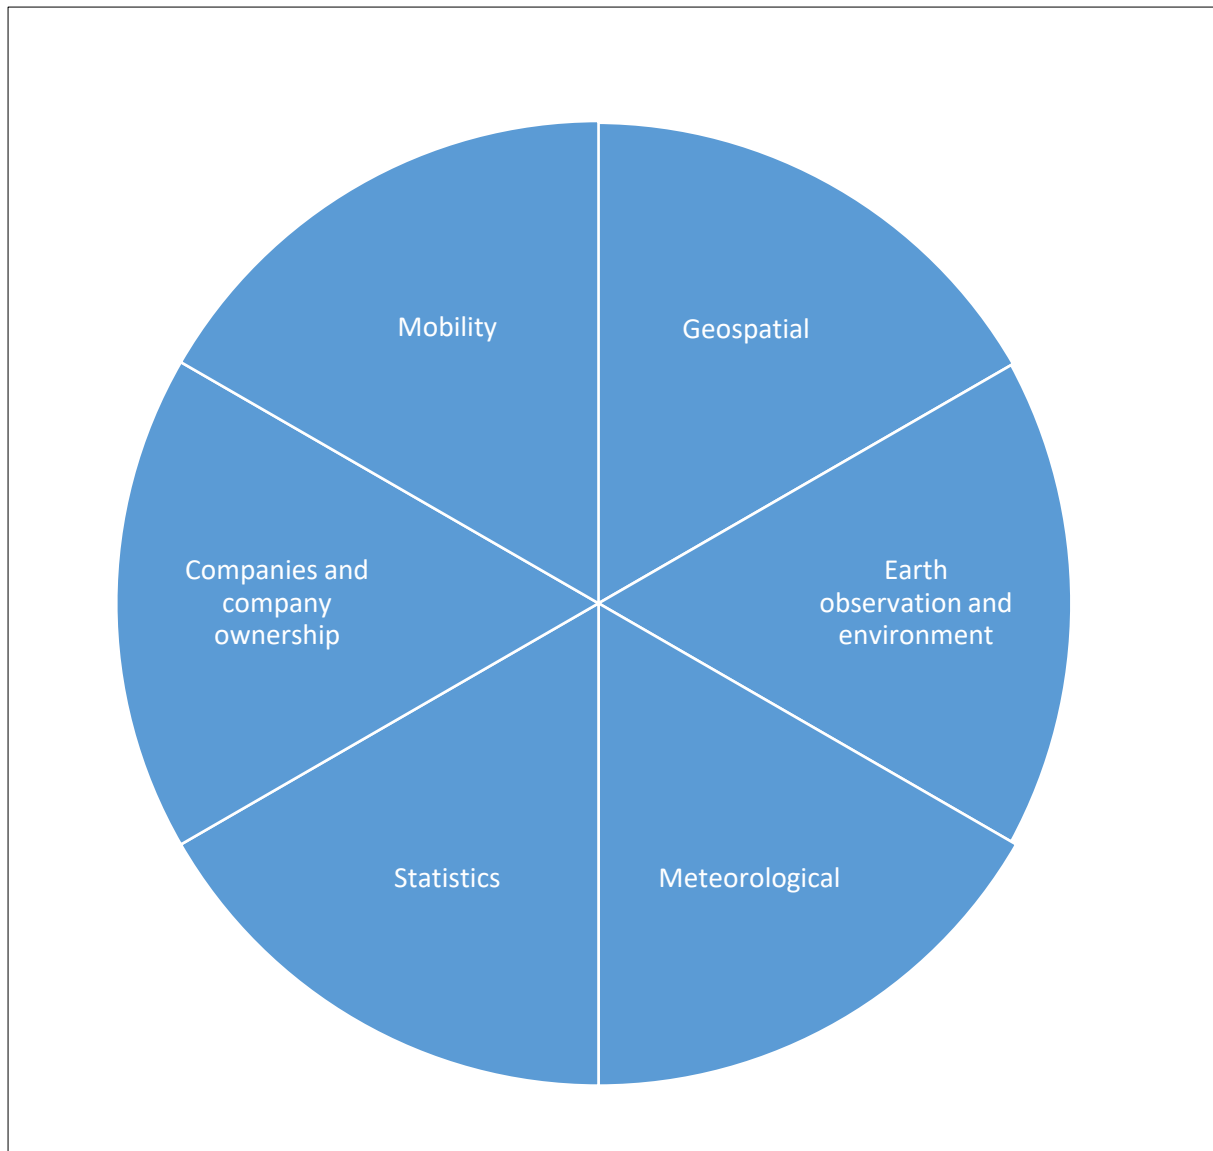 Mobility
Geospatial
Companies and
company
ownership
Earth
observation and
environment
Statistics
Meteorological